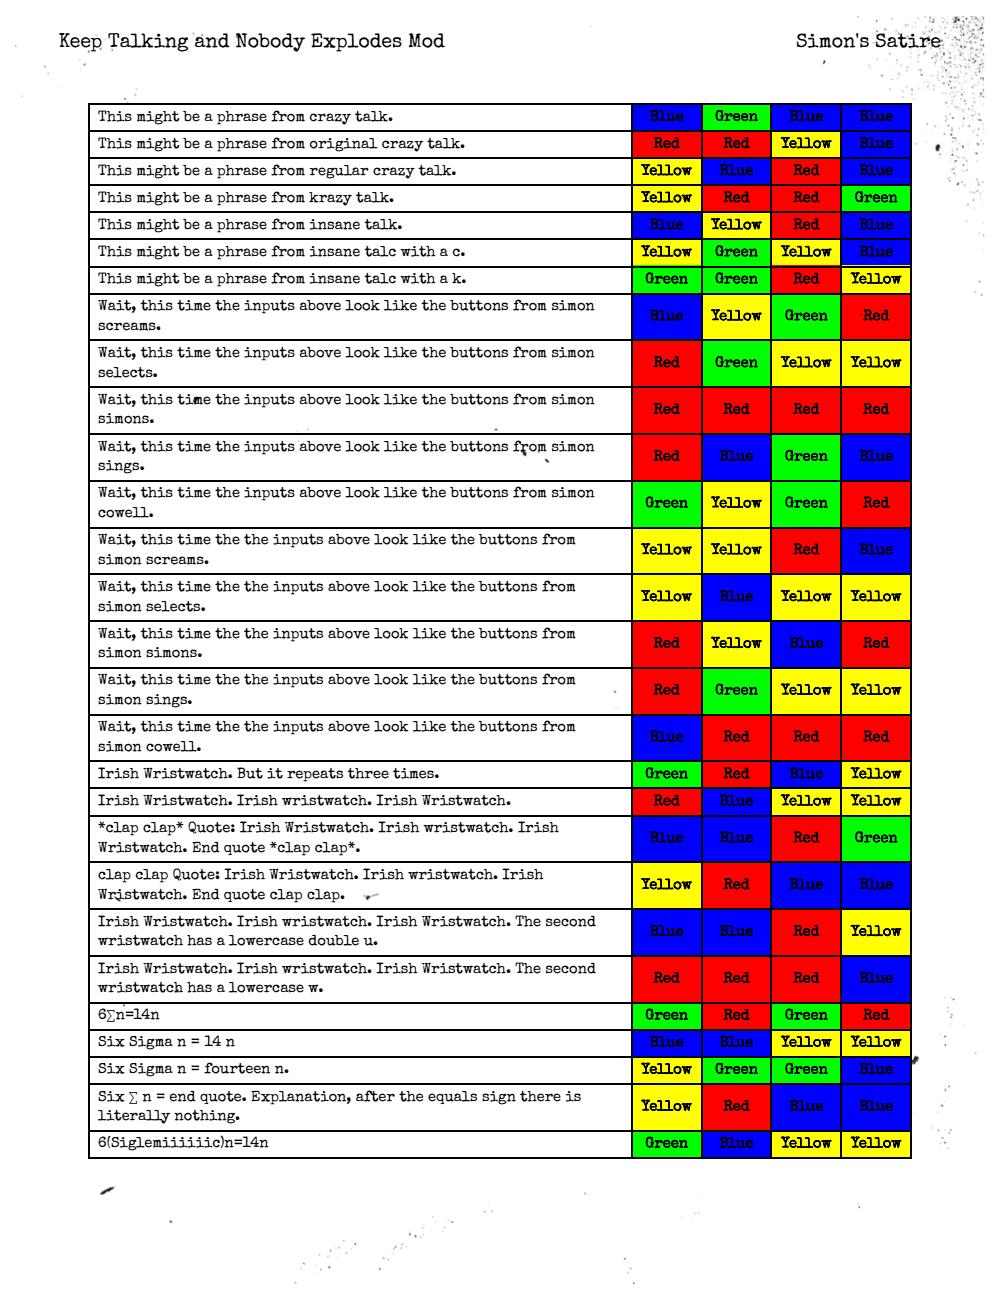 Keep Talking and Nobody Explodes Mod Simon's Satire
This might be a phrase from crazy talk. Blue Green Blue Blue
This might be a phrase from original crazy talk. Red Red Yellow Blue
This might be a phrase from regular crazy talk. Yellow Blue Red Blue
This might be a phrase from krazy talk. Yellow Red Red Green
This might be a phrase from insane talk. Blue Yellow Red Blue
This might be a phrase from insane talc with a c. Yellow Green Yellow Blue
This might be a phrase from insane talc with a k. Green Green Red Yellow
Wait, this time the inputs above look like the buttons from simon
screams. Blue Yellow Green Red
Wait, this time the inputs above look like the buttons from simon
selects. Red Green Yellow Yellow
Wait, this time the inputs above look like the buttons from simon
simons. Red Red Red Red
Wait, this time the inputs above look like the buttons from simon
sings. Red Blue Green Blue
Wait, this time the inputs above look like the buttons from simon
cowell. Green Yellow Green Red
Wait, this time the the inputs above look like the buttons from
simon screams. Yellow Yellow Red Blue
Wait, this time the the inputs above look like the buttons from
simon selects. Yellow Blue Yellow Yellow
Wait, this time the the inputs above look like the buttons from
simon simons. Red Yellow Blue Red
Wait, this time the the inputs above look like the buttons from
simon sings. Red Green Yellow Yellow
Wait, this time the the inputs above look like the buttons from
simon cowell. Blue Red Red Red
Irish Wristwatch. But it repeats three times. Green Red Blue Yellow
Irish Wristwatch. Irish wristwatch. Irish Wristwatch. Red Blue Yellow Yellow
*clap clap* Quote: Irish Wristwatch. Irish wristwatch. Irish
Wristwatch. End quote *clap clap*. Blue Blue Red Green
clap clap Quote: Irish Wristwatch. Irish wristwatch. Irish
Wristwatch. End quote clap clap. Yellow Red Blue Blue
Irish Wristwatch. Irish wristwatch. Irish Wristwatch. The second
wristwatch has a lowercase double u. Blue Blue Red Yellow
Irish Wristwatch. Irish wristwatch. Irish Wristwatch. The second
wristwatch has a lowercase w. Red Red Red Blue
6∑n=14n Green Red Green Red
Six Sigma n = 14 n Blue Blue Yellow Yellow
Six Sigma n = fourteen n. Yellow Green Green Blue
Six ∑ n = end quote. Explanation, after the equals sign there is
literally nothing. Yellow Red Blue Blue
6(Siglemiiiiiic)n=14n Green Blue Yellow Yellow